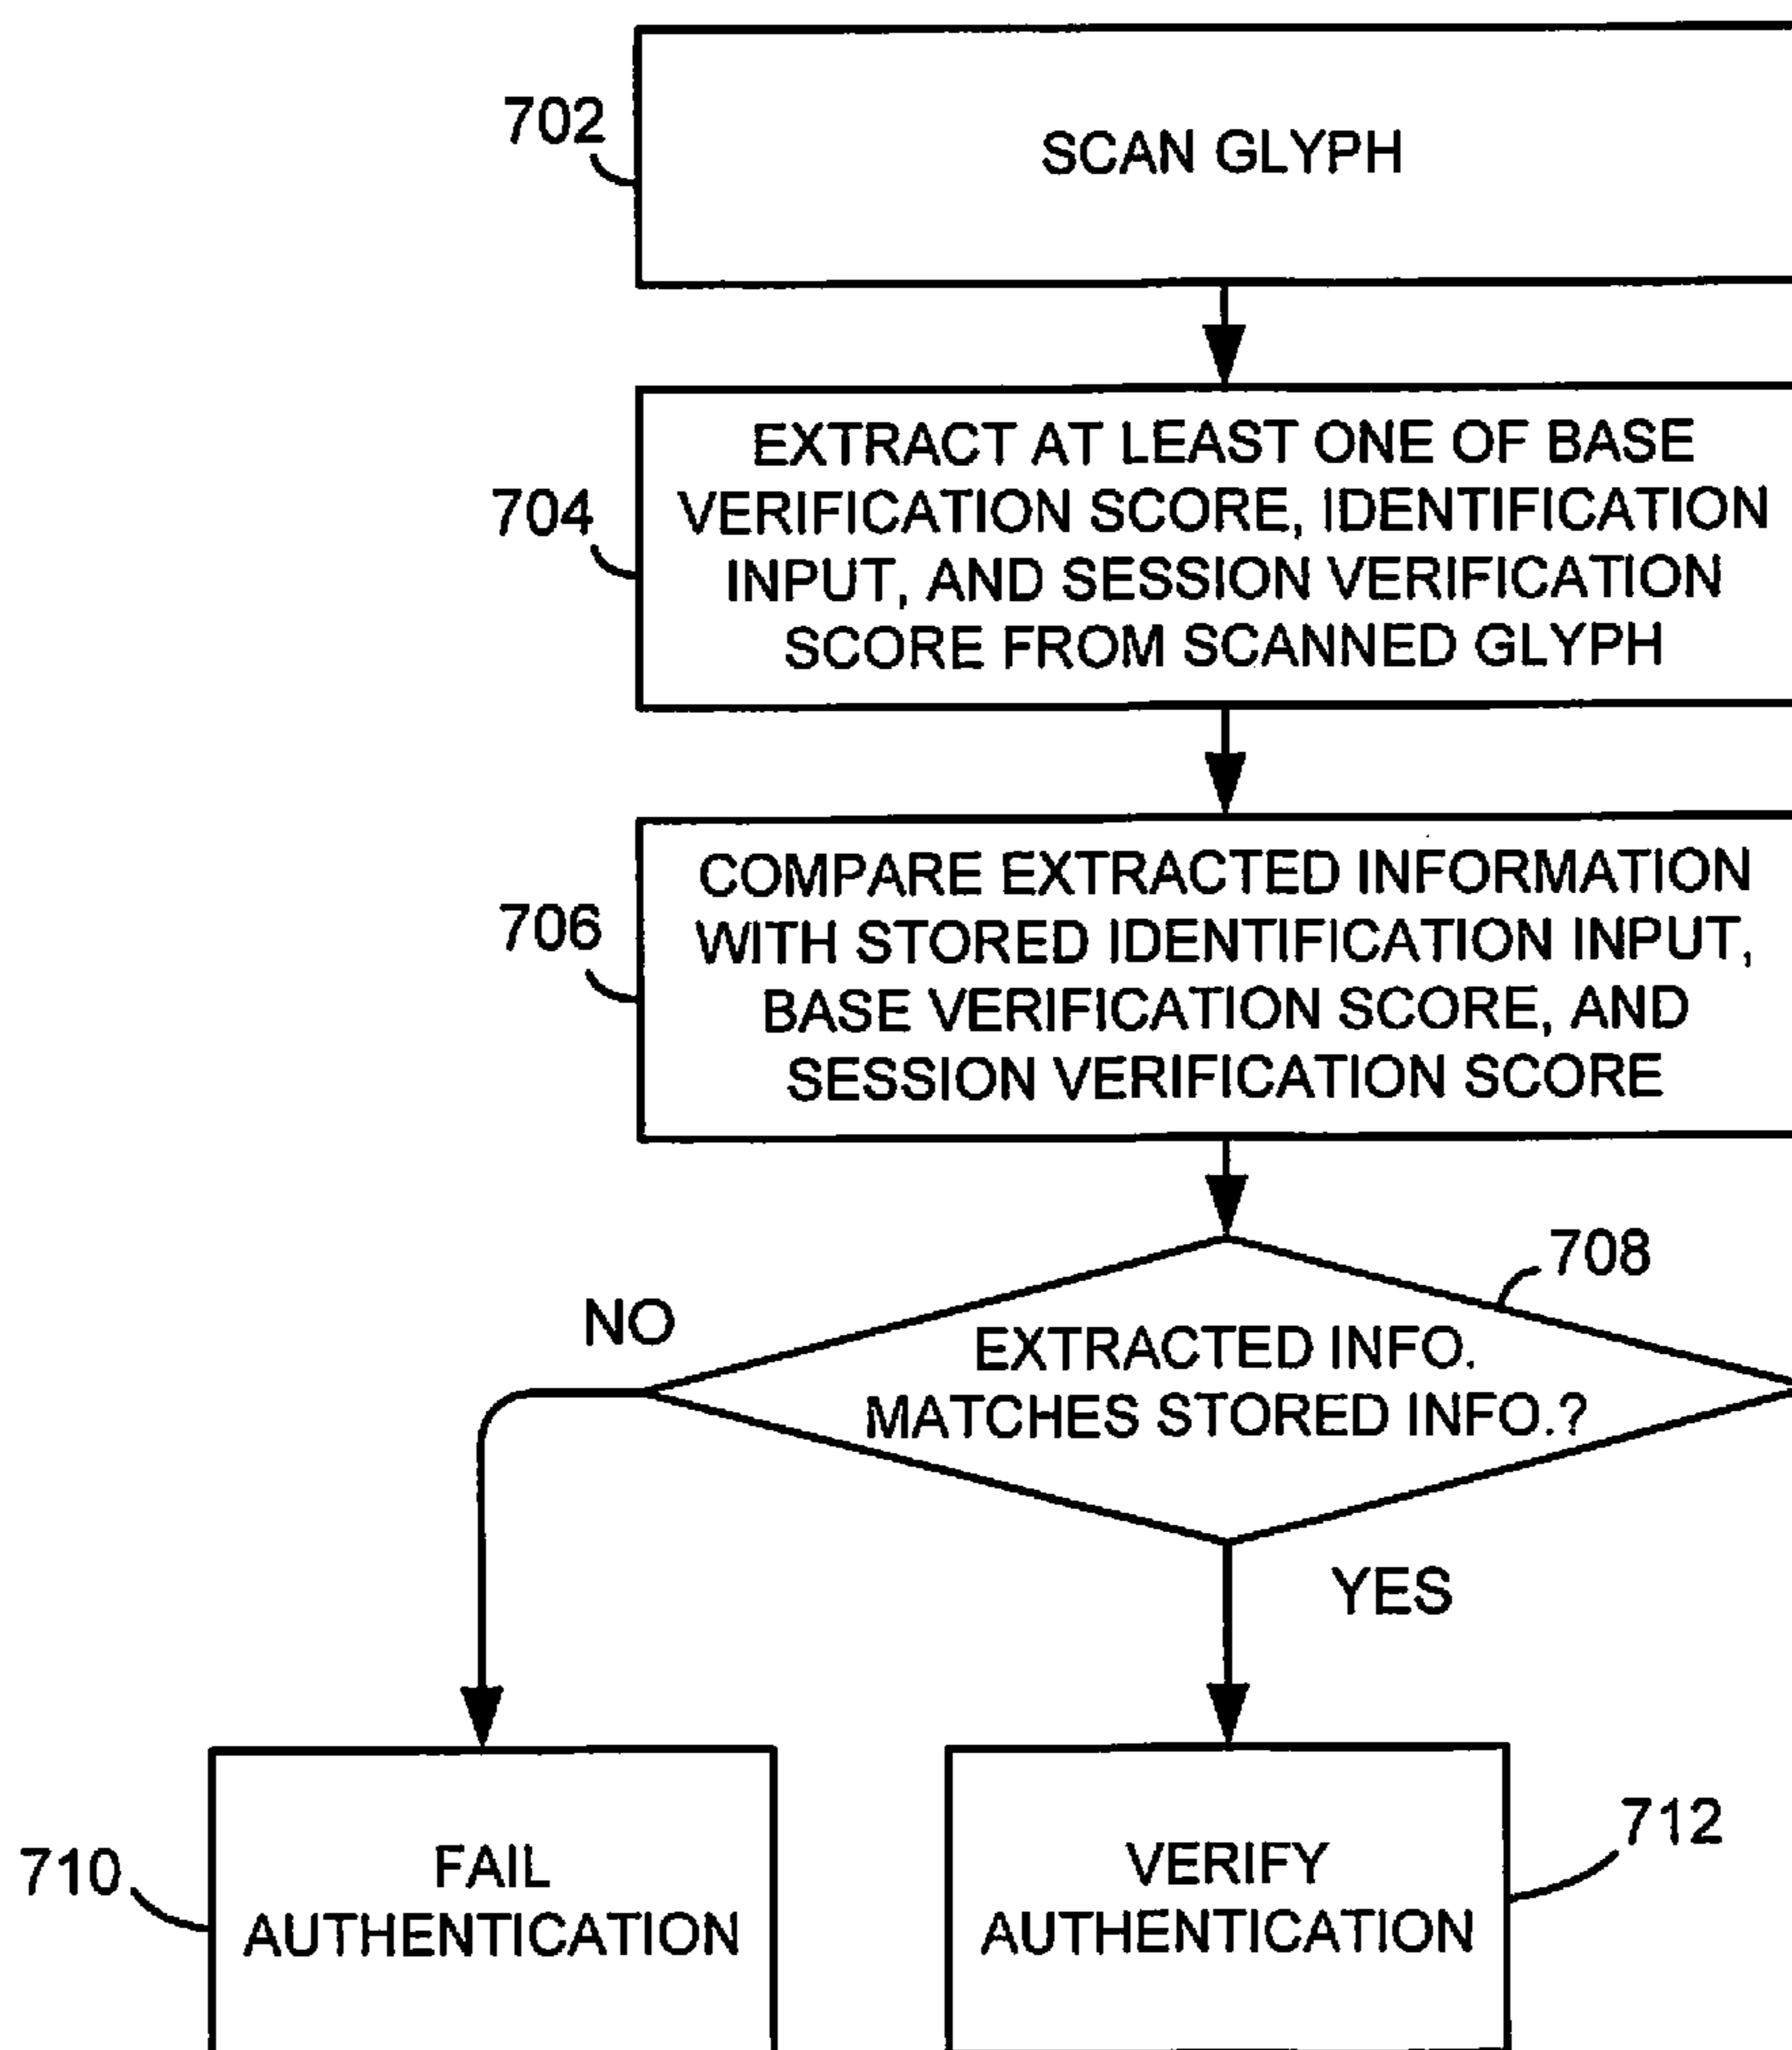 702
SCAN GLYPH
704
EXTRACT AT LEAST ONE OF BASE
VERIFICATION SCORE, IDENTIFICATION
INPUT, AND SESSION VERIFICATION
SCORE FROM SCANNED GLYPH
706
COMPARE EXTRACTED INFORMATION
WITH STORED IDENTIFICATION INPUT,
BASE VERIFICATION SCORE, AND
SESSION VERIFICATION SCORE
708
NO
EXTRACTED INFO.
MATCHES STORED INFO.?
YES
710
FAIL
AUTHENTICATION
712
VERIFY
AUTHENTICATION